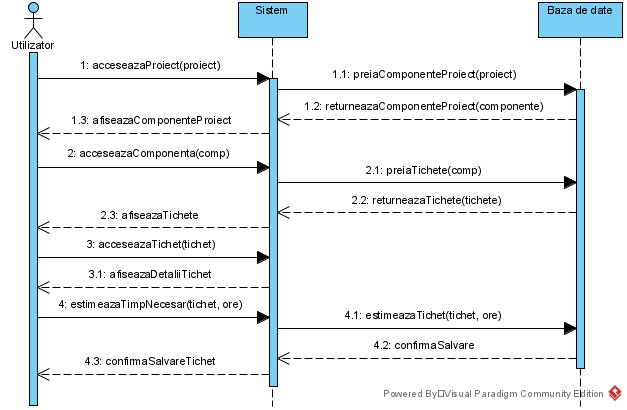 Sistem
Baza de date
Utilizator
1: acceseazaProiect(proiect)
1.1: preiaComponenteProiect(proiect)
1.2: returneazaComponenteProiect(componente)
1.3: afiseazaComponenteProiect
2: acceseazaComponenta(comp)
2.1: preiaTichete(comp)
2.2: returneazaTichete(tichete)
2.3: afiseazaTichete
3: acceseazaTichet(tichet)
3.1: afiseazaDetaliiTichet
4: estimeazaTimpNecesar(tichet, ore)
4.1: estimeazaTichet(tichet, ore)
4.2: confirmaSalvare
4.3: confirmaSalvareTichet
Powered By□Visual Paradigm Community Edition